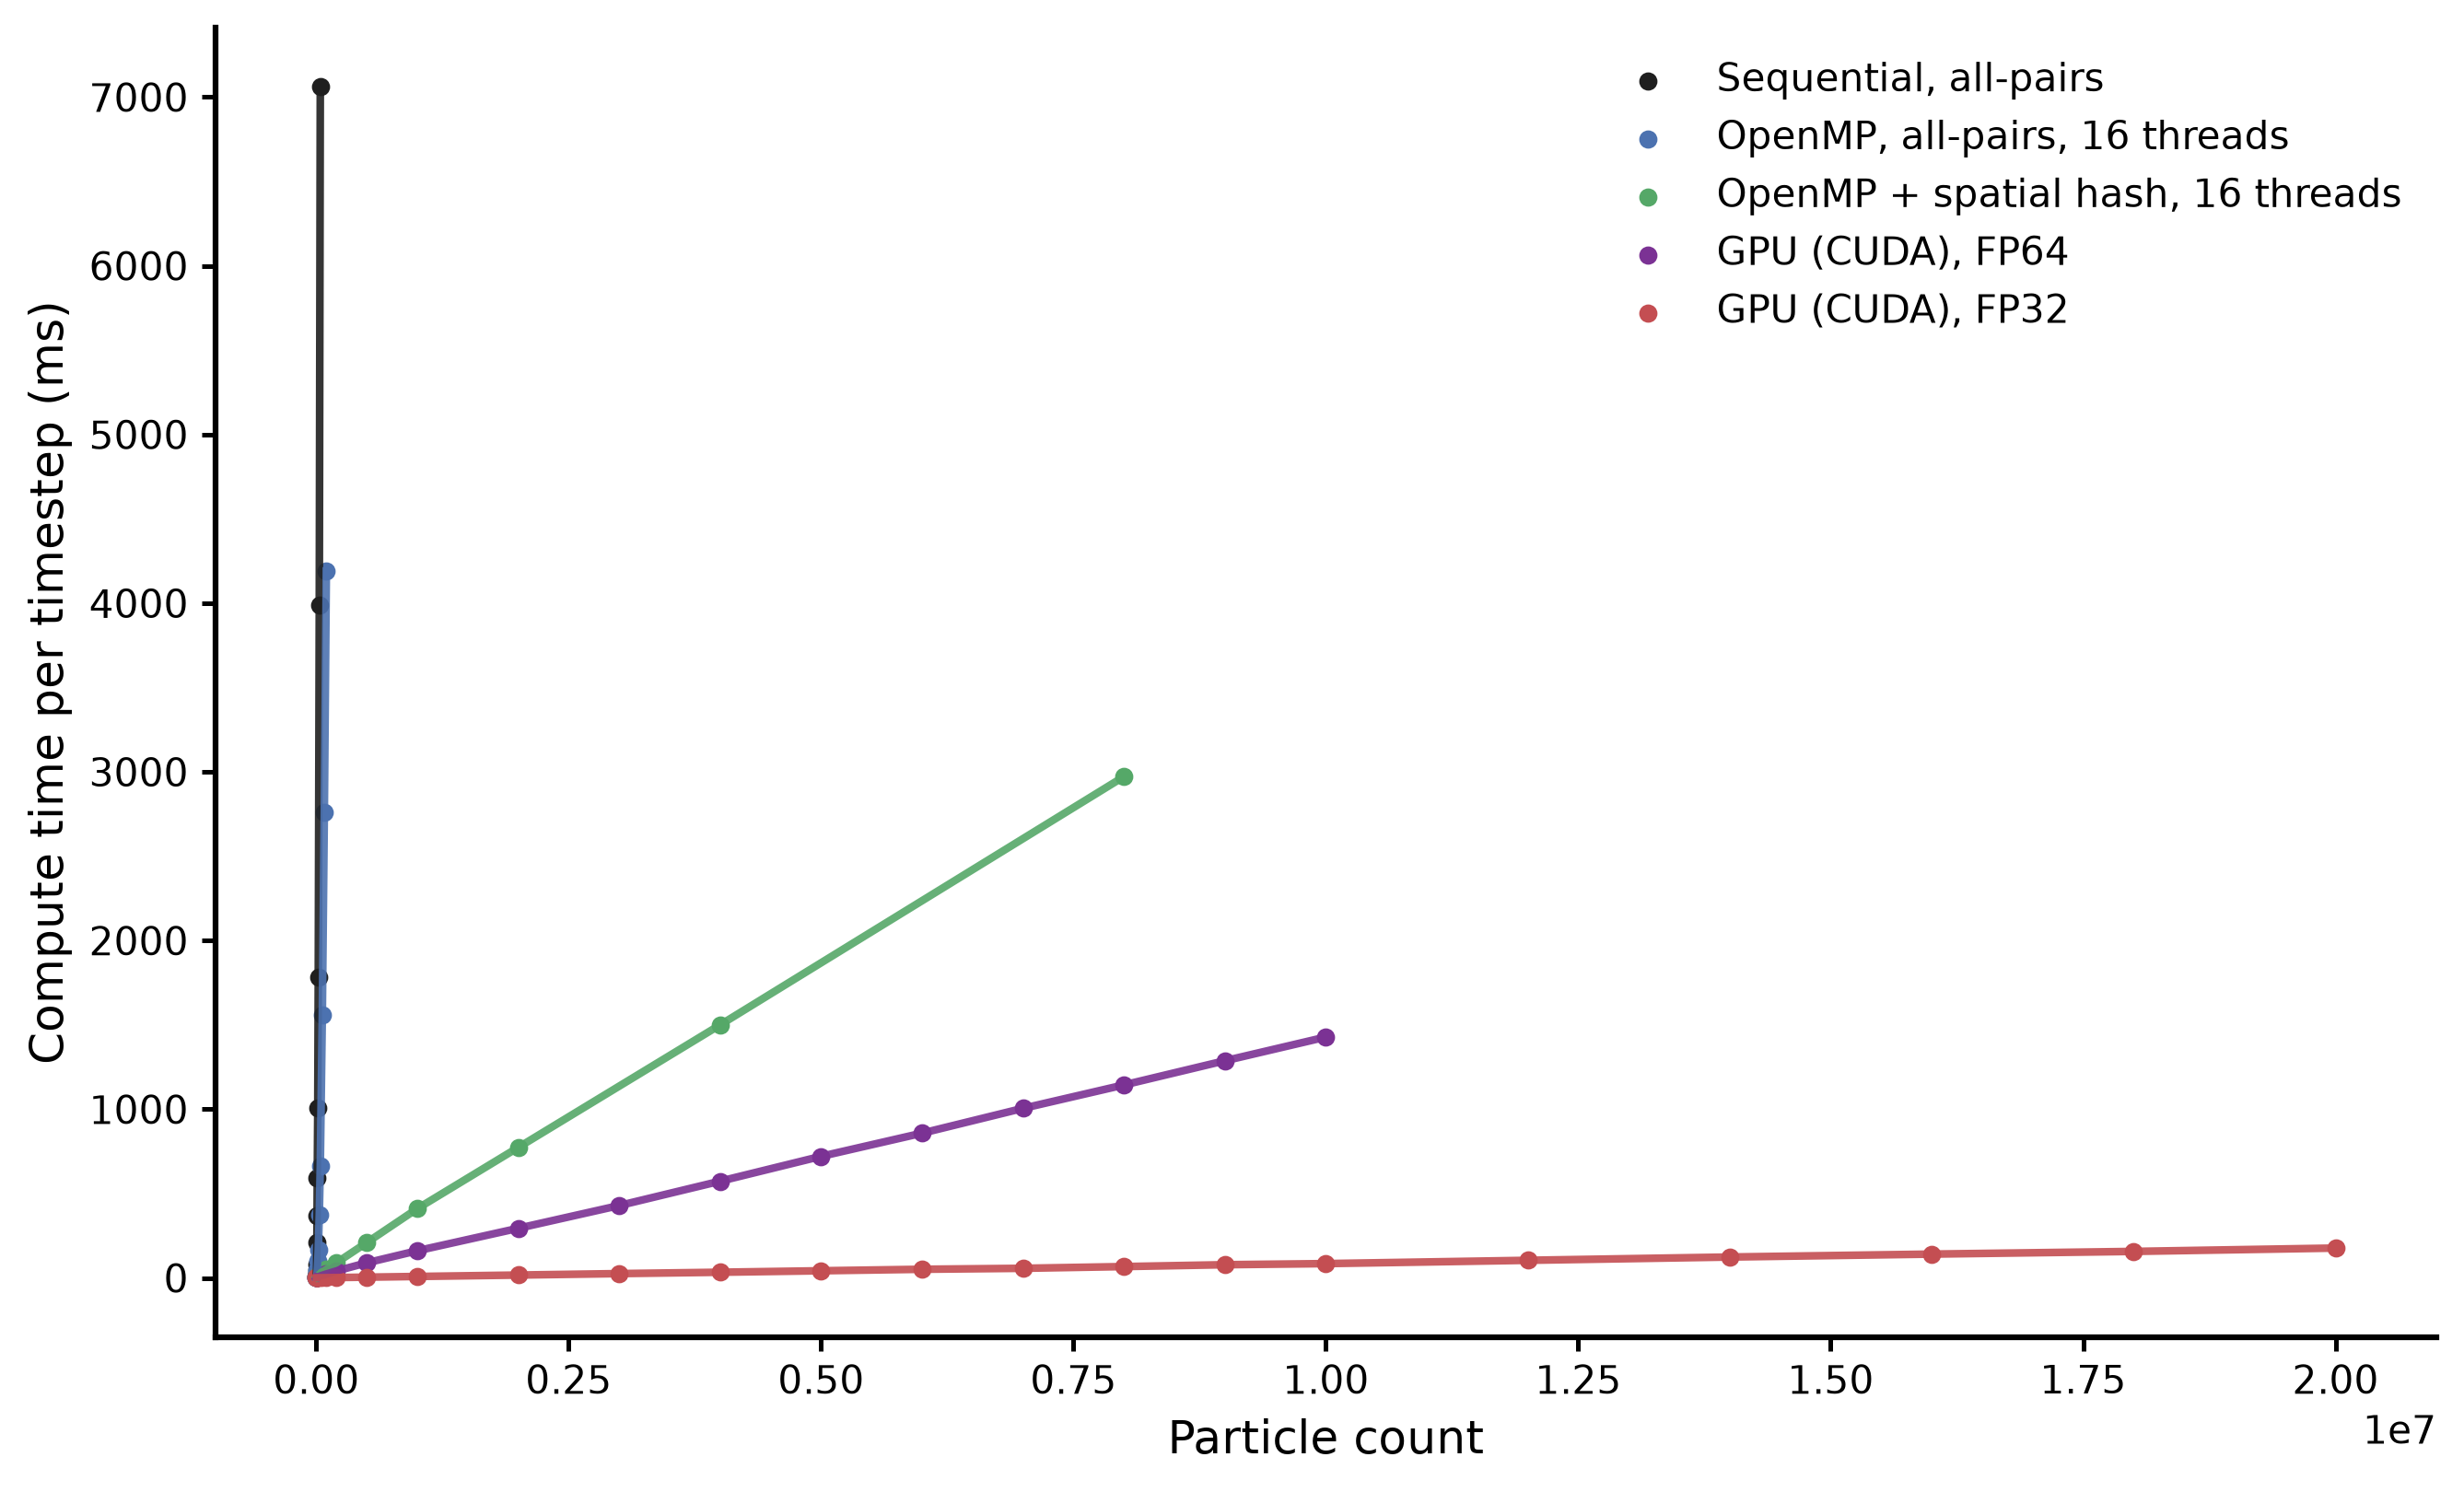 Sequential, all-pairs
OpenMP, all-pairs, 16 threads
OpenMP + spatial hash, 16 threads
GPU (CUDA), FP64
GPU (CUDA), FP32
Compute time per timestep (ms)
7000
6000
5000
4000
3000
2000
1000
0
0.00 0.25 0.50 0.75 1.00 1.25 1.50 1.75 2.00
1e7
Particle count